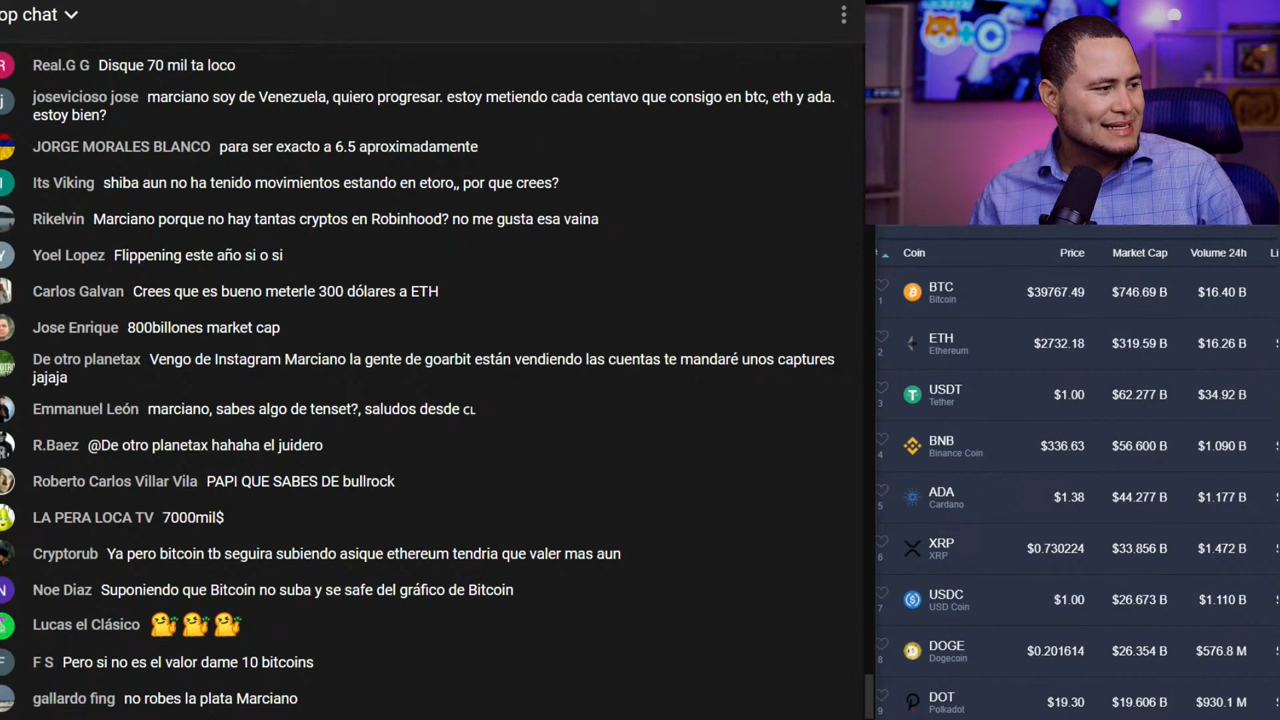 op chat
Real.G G Disque 70 mil ta loco
josevicioso jose marciano soy de Venezuela, quiero progresar. estoy metiendo cada centavo que consigo en btc, eth y ada.
estoy bien?
JORGE MORALES BLANCO para ser exacto a 6.5 aproximadamente
Its Viking shiba aun no ha tenido movimientos estando en etoro,, por que crees?
Rikelvin Marciano porque no hay tantas cryptos en Robinhood? no me gusta esa vaina
Yoel Lopez Flippening este año si o si
Carlos Galvan Crees que es bueno meterle 300 dólares a ETH
Jose Enrique 800billones market cap
De otro planetax Vengo de Instagram Marciano la gente de goarbit están vendiendo las cuentas te mandaré unos captures
jajaja
Emmanuel León marciano, sabes algo de tenset?, saludos desde CL
R.Baez @De otro planetax hahaha el juidero
Roberto Carlos Villar Vila PAPI QUE SABES DE bullrock
LA PERA LOCA TV 7000mil$
Cryptorub Ya pero bitcoin tb seguira subiendo asique ethereum tendria que valer mas aun
Noe Diaz Suponiendo que Bitcoin no suba y se safe del gráfico de Bitcoin
Lucas el Clásico
F S Pero si no es el valor dame 10 bitcoins
gallardo fing no robes la plata Marciano
Coin Price Market Cap Volume 24h Li
1 BTC $39767.49 $746.69 B $16.40 B
Bitcoin
2 ETH $2732.18 $319.59 B $16.26 B
Ethereum
3 USDT $1.00 $62.277 B $34.92 B
Tether
4 BNB $336.63 $56.600 B $1.090 B
Binance Coin
5 ADA $1.38 $44.277 B $1.177 B
Cardano
6 XRP $0.730224 $33.856 B $1.472 B
XRP
7 USDC $1.00 $26.673 B $1.110 B
USD Coin
8 DOGE $0.201614 $26.354 B $576.8 M
Dogecoin
9 DOT $19.30 $19.606 B $930.1 M
Polkadot